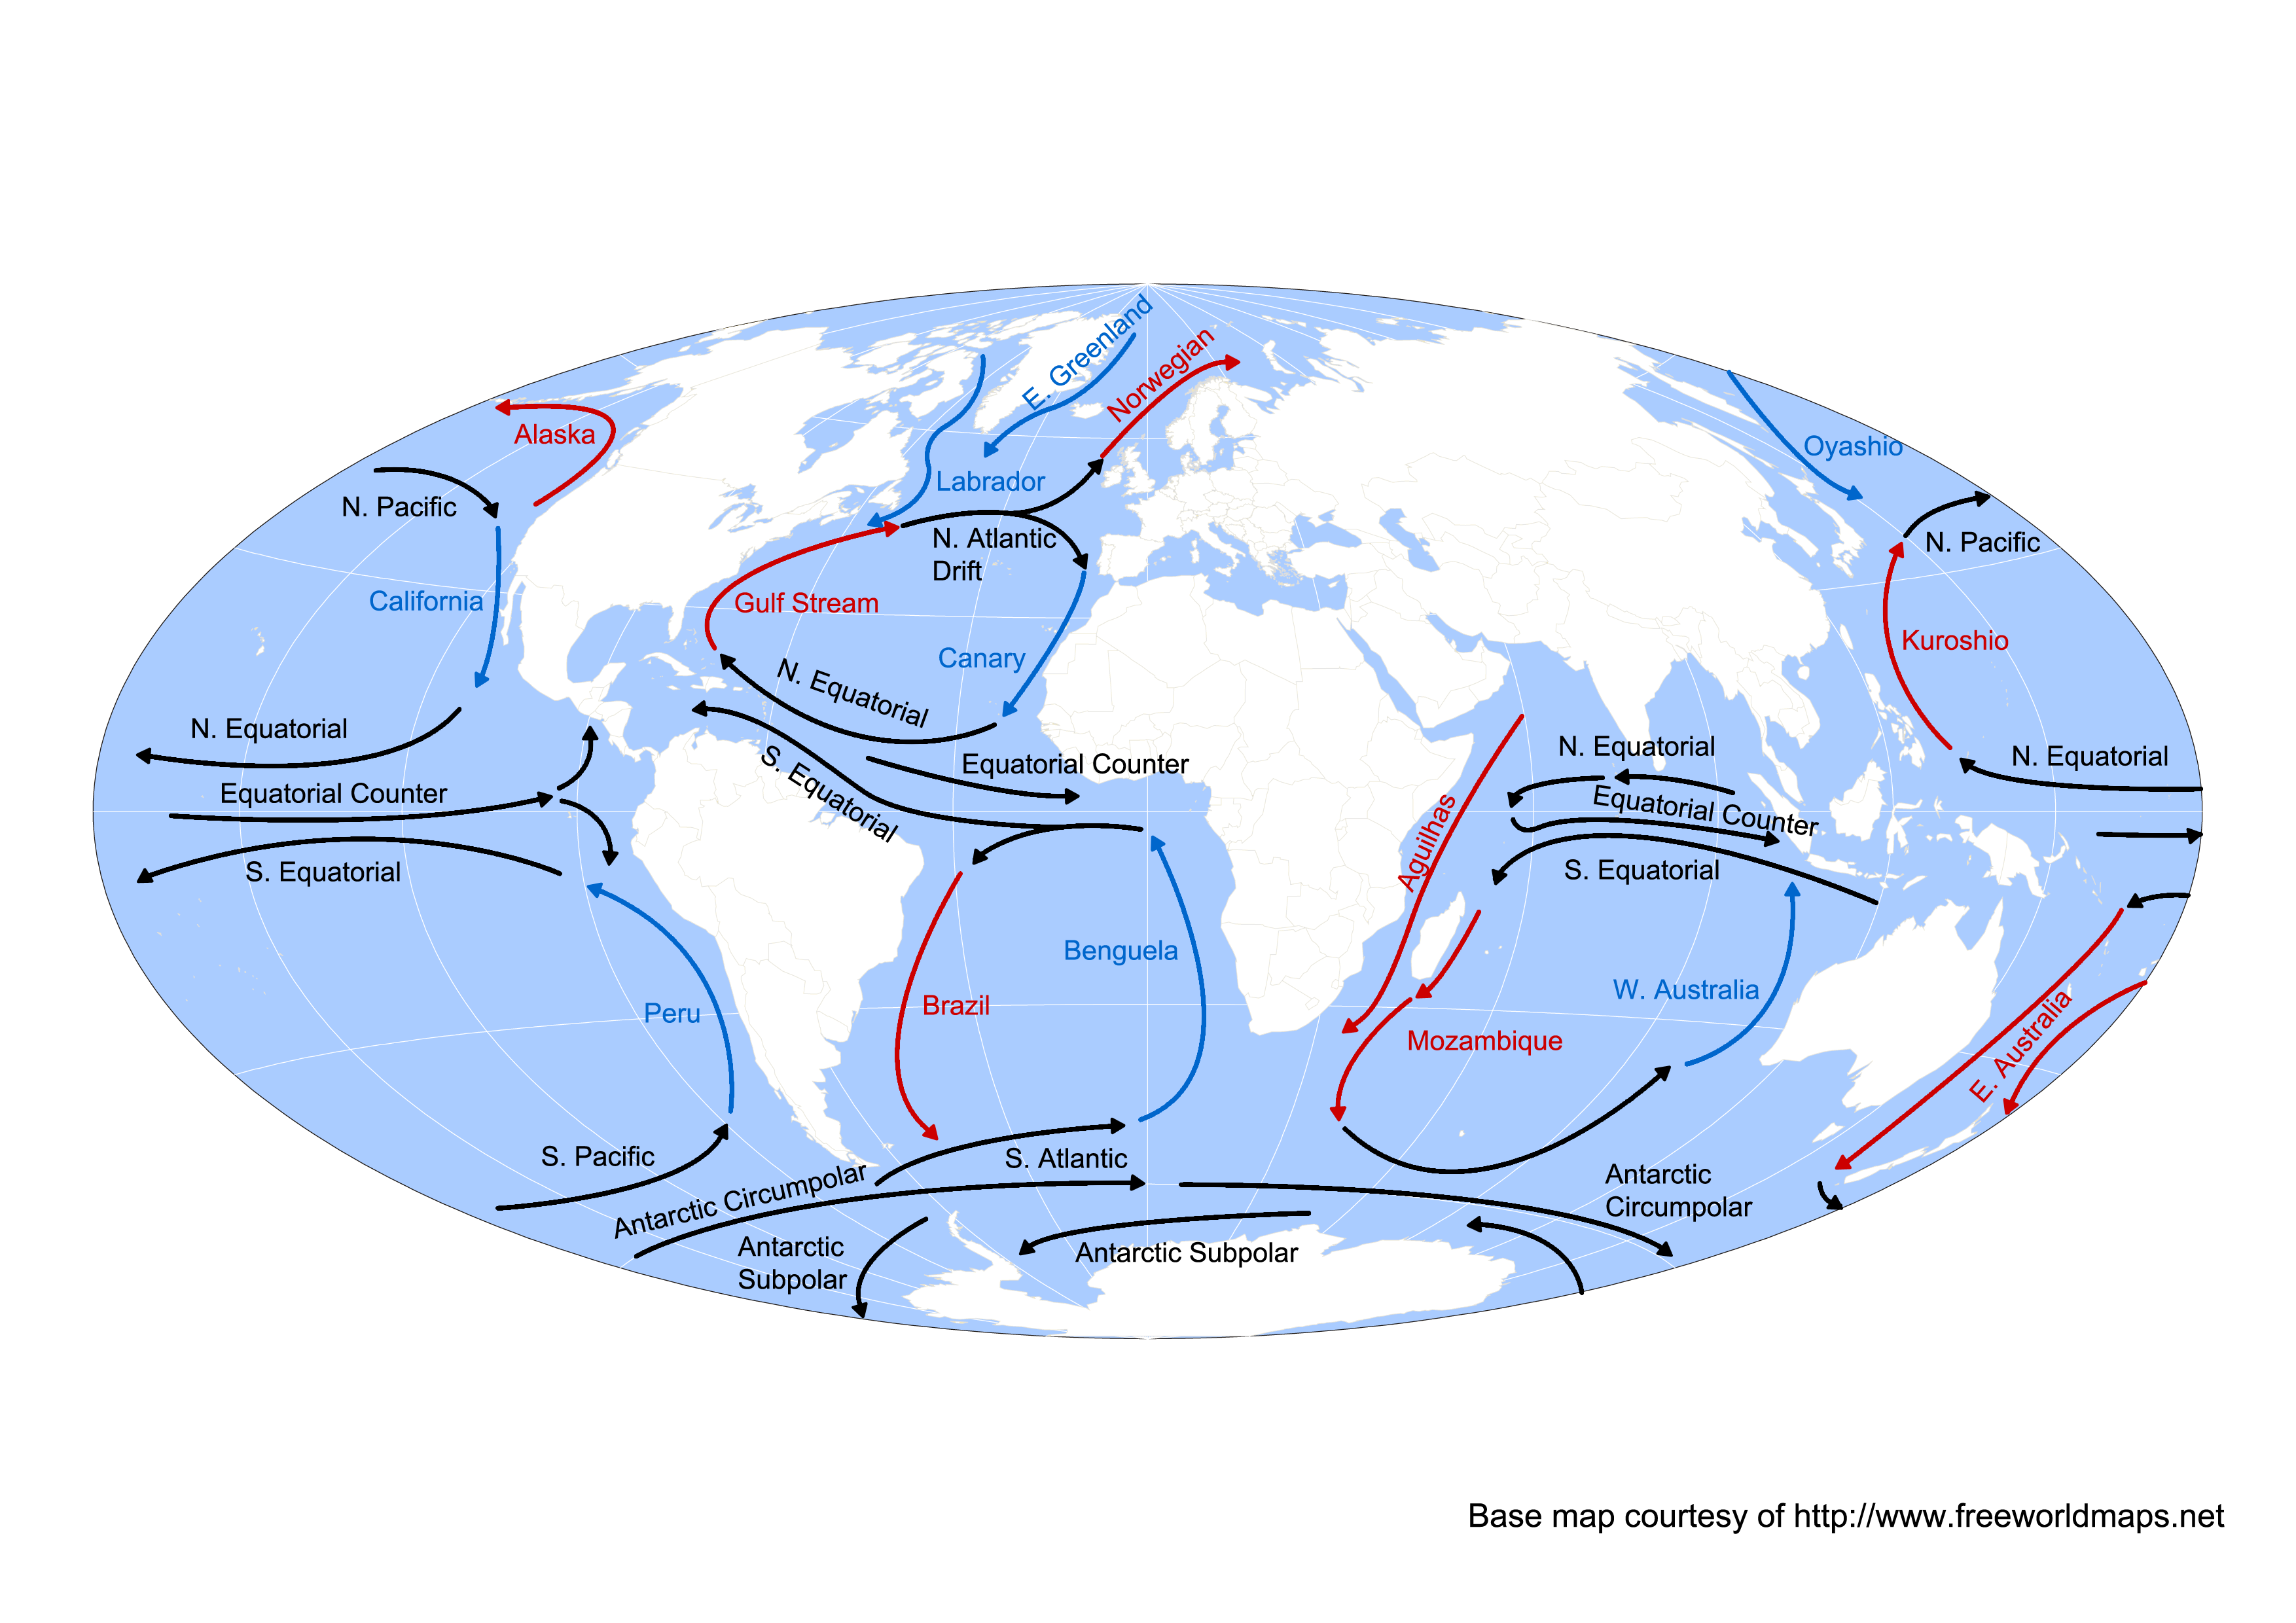 E. Greenland
Norwegian
Alaska
Oyashio
Labrador
N. Pacific
N. Atlantic
Drift
N. Pacific
California
Gulf Stream
Kuroshio
Canary
N. Equatorial
N. Equatorial
N. Equatorial
N. Equatorial
Equatorial Counter
S. Equatorial
Equatorial Counter
Equatorial Counter
S. Equatorial
Aguilhas
S. Equatorial
Benguela
W. Australia
Peru
Brazil
Mozambique
E. Australia
S. Pacific
S. Atlantic
Antarctic Circumpolar
Antarctic
Circumpolar
Antarctic
Subpolar
Antarctic Subpolar
Base map courtesy of http://www.freeworldmaps.net